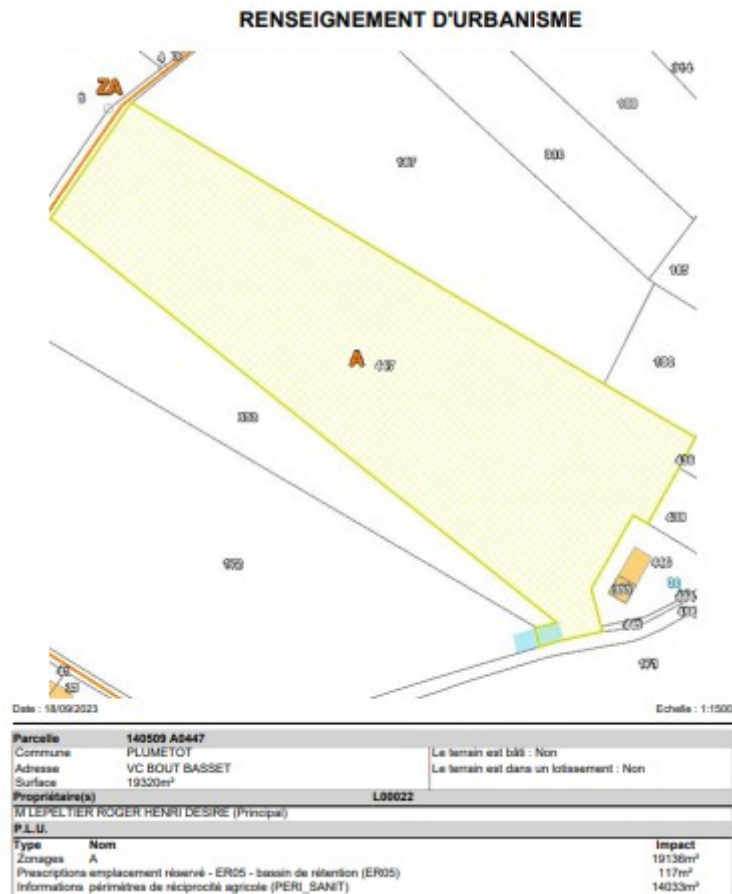 RENSEIGNEMENT D'URBANISME
ZA
A
447
Date : 18/09/2023
Echelle : 1:1500
Parcelle 140509 A0447
Commune PLUMETOT Le terrain est bâti : Non
Adresse VC BOUT BASSET Le terrain est dans un lotissement : Non
Surface 19320m²
Propriétaire(s) L00022
M LEPELTIER ROGER HENRI DESIRE (Principal)
P.L.U.
Type Nom Impact
Zonages A 19136m²
Prescriptions emplacement réservé - ER05 - bassin de rétention (ER05) 117m²
Informations périmètres de réciprocité agricole (PERI_SANIT) 14033m²